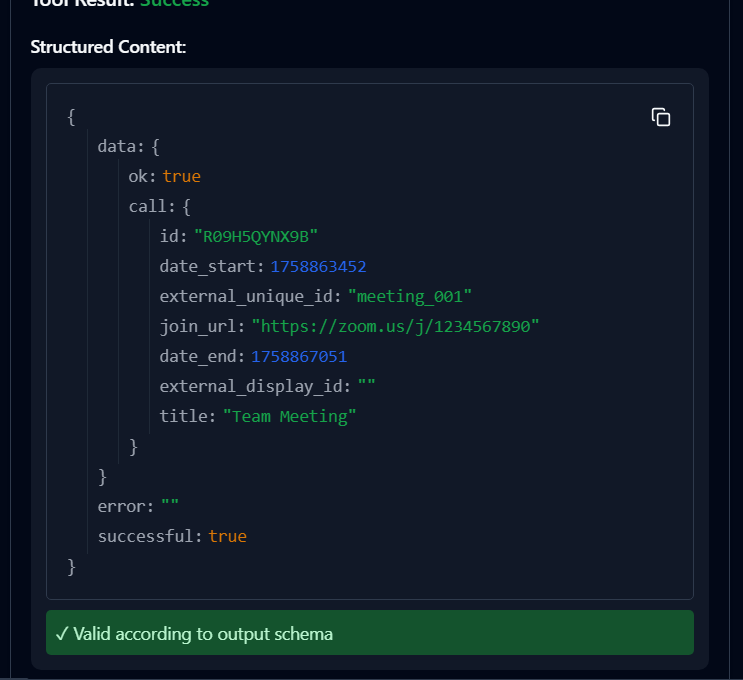 Tool Result: Success
Structured Content:
{
data: {
ok: true
call: {
id: "R09H5QYNX9B"
date_start: 1758863452
external_unique_id: "meeting_001"
join_url: "https://zoom.us/j/1234567890"
date_end: 1758867051
external_display_id: ""
title: "Team Meeting"
}
}
error: ""
successful: true
}
✓ Valid according to output schema